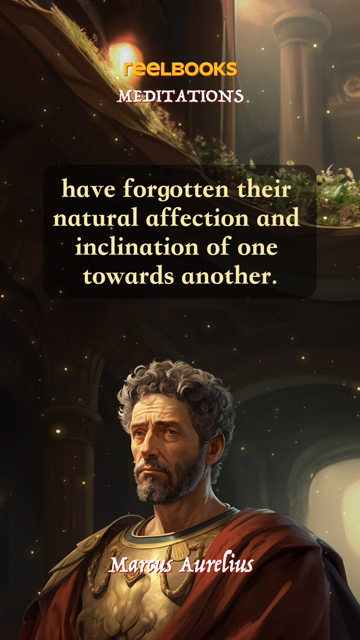 reelbooks
MEDITATIONS
have forgotten their
natural affection and
inclination of one
towards another.
Marcus Aurelius